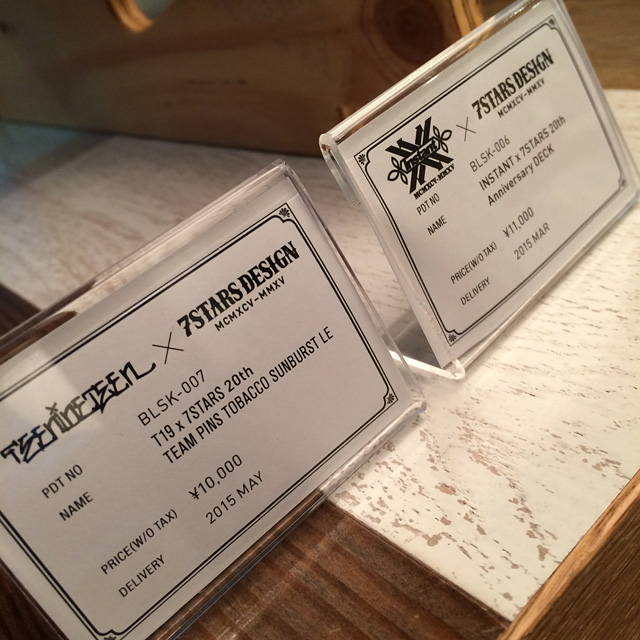 TEENINETEEN × 7STARS DESIGN
MCMXCV-MMXV
PDT NO BLSK-007
NAME T19 x 7STARS 20th
TEAM PINS TOBACCO SUNBURST LE
PRICE(W/O TAX) ¥10,000
DELIVERY 2015 MAY
× 7STARS DESIGN
MCMXCV-MMXV MCMXCV-MMXV
PDT NO BLSK-006
NAME INSTANT x 7STARS 20th
Anniversary DECK
PRICE(W/O TAX) ¥11,000
DELIVERY 2015 MAR